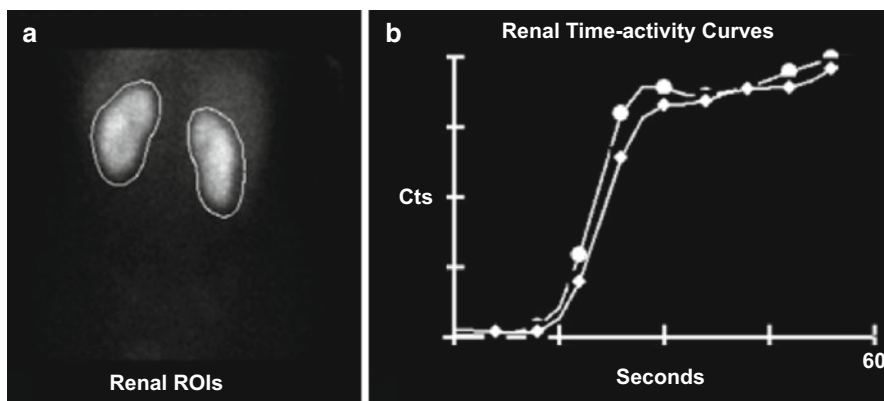 a
Renal ROIs
b
Renal Time-activity Curves
Cts
60
Seconds